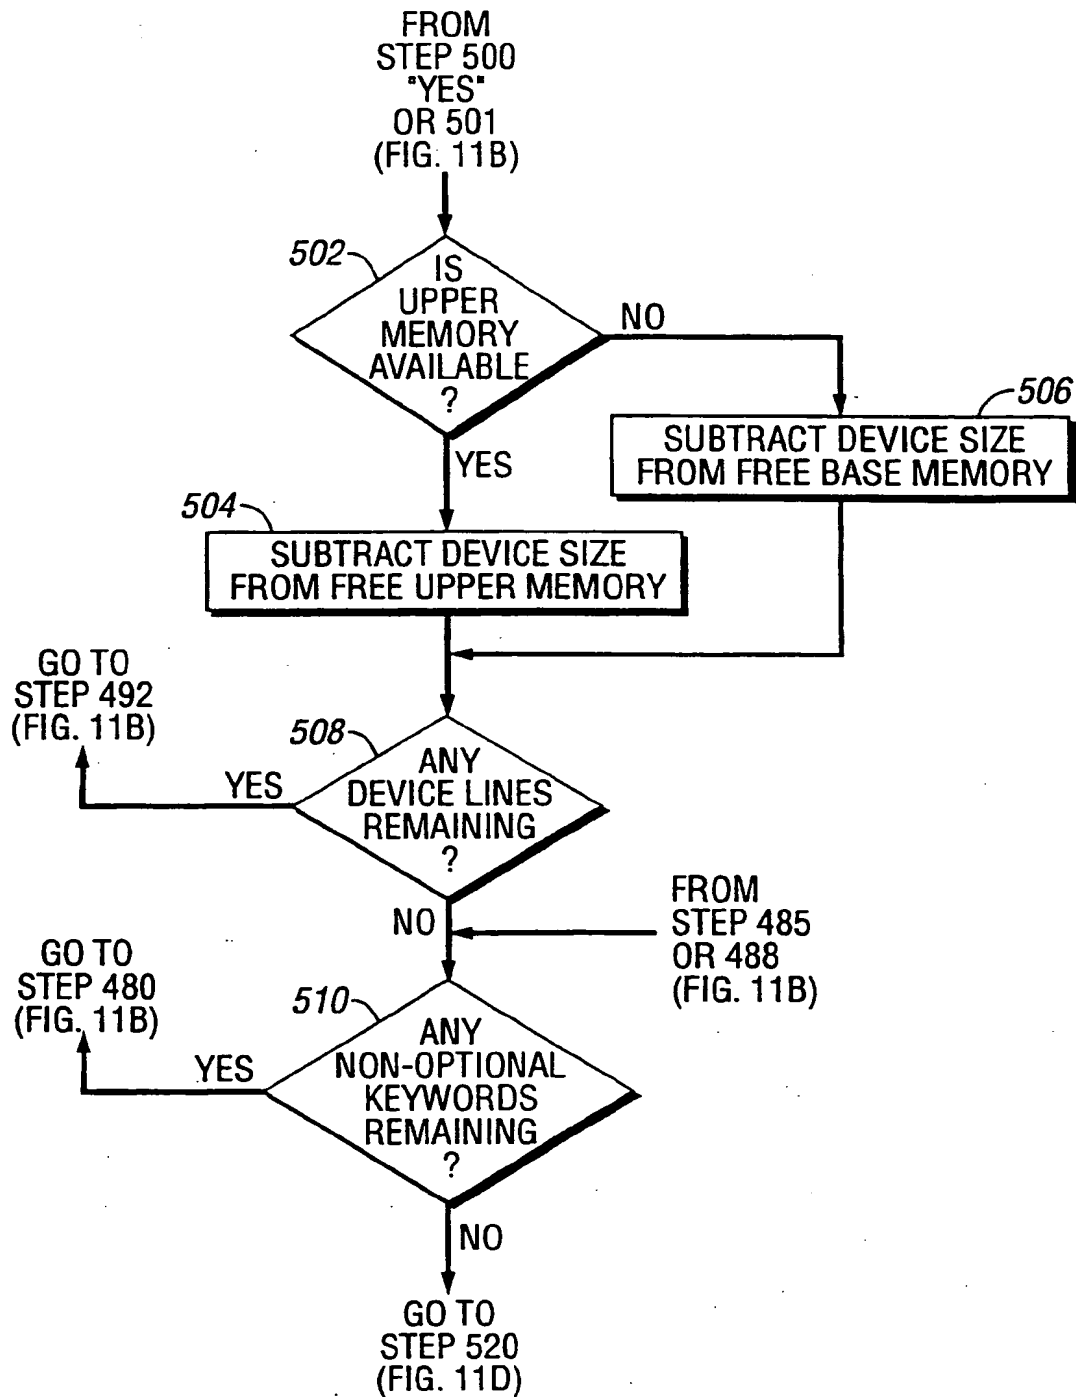 FROM
STEP 500
"YES"
OR 501
(FIG. 11B)
502
IS
UPPER
MEMORY
AVAILABLE
?
NO
506
SUBTRACT DEVICE SIZE
FROM FREE BASE MEMORY
YES
504
SUBTRACT DEVICE SIZE
FROM FREE UPPER MEMORY
GO TO
STEP 492
(FIG. 11B)
508
ANY
DEVICE LINES
REMAINING
?
YES
NO
FROM
STEP 485
OR 488
(FIG. 11B)
GO TO
STEP 480
(FIG. 11B)
510
ANY
NON-OPTIONAL
KEYWORDS
REMAINING
?
YES
NO
GO TO
STEP 520
(FIG. 11D)